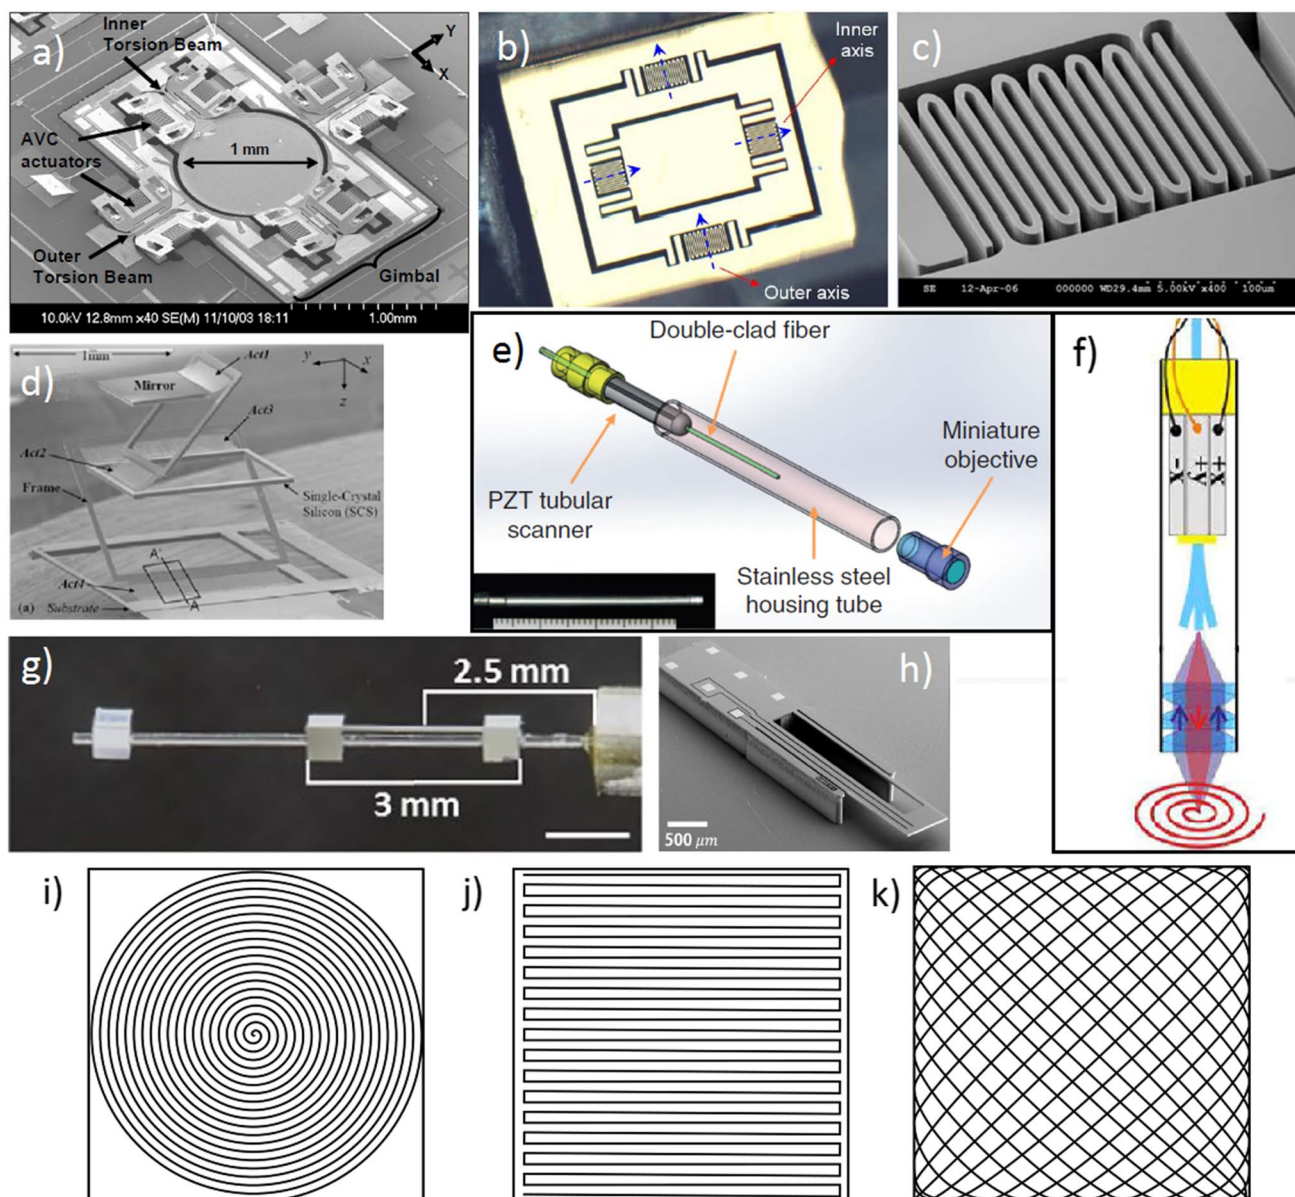 a)
Inner
Torsion Beam
Y
X
AVC
actuators
1 mm
Outer
Torsion Beam
Gimbal
10.0kV 12.8mm x40 SE(M) 11/10/03 18:11
1.00mm
b)
Inner
axis
Outer axis
c)
SE 12-Apr-06 000000 WD29.4mm 5.00kV x400 100um
d)
1mm
Act1
y
x
z
Mirror
Act3
Act2
Frame
Single-Crystal
Silicon (SCS)
A'
Act4
A
(a) Substrate
e)
Double-clad fiber
Miniature
objective
PZT tubular
scanner
Stainless steel
housing tube
f)
g)
2.5 mm
3 mm
h)
500 μm
i)
j)
k)